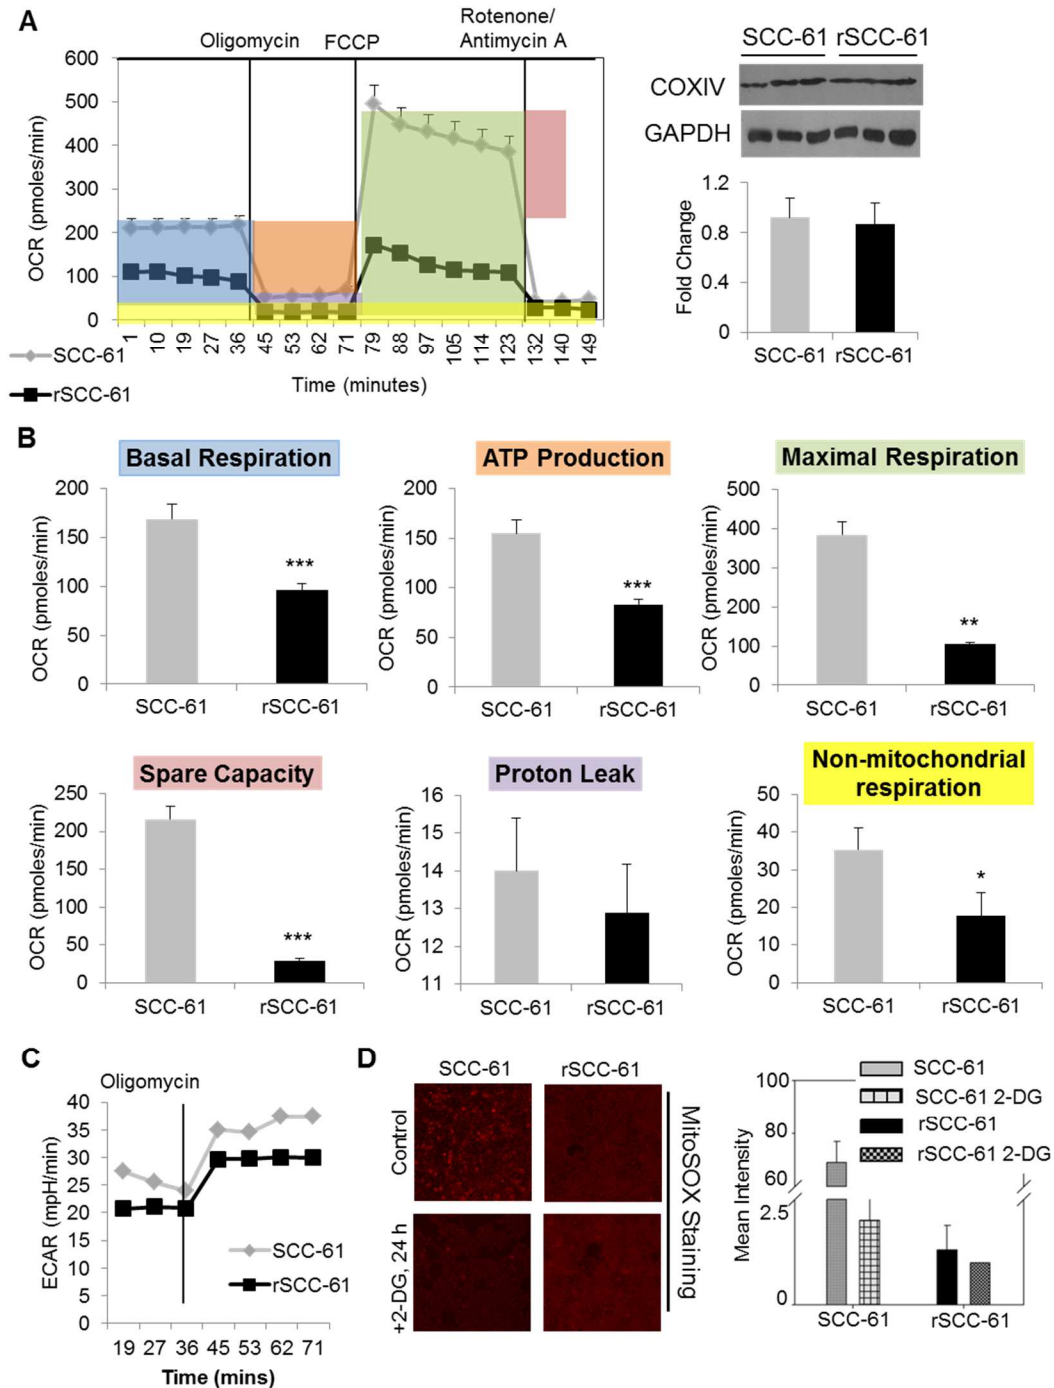 A
Oligomycin
FCCP
Rotenone/
Antimycin A
OCR (pmoles/min)
600
500
400
300
200
100
0
1 10 19 27 36 45 53 62 71 79 88 97 105 114 123 132 140 149
Time (minutes)
SCC-61
rSCC-61
SCC-61 rSCC-61
COXIV
GAPDH
Fold Change
1.2
0.8
0.4
0
SCC-61 rSCC-61
B
Basal Respiration
OCR (pmoles/min)
200
150
100
50
0
***
SCC-61 rSCC-61
ATP Production
OCR (pmoles/min)
200
150
100
50
0
***
SCC-61 rSCC-61
Maximal Respiration
OCR (pmoles/min)
500
400
300
200
100
0
**
SCC-61 rSCC-61
Spare Capacity
OCR (pmoles/min)
250
200
150
100
50
0
***
SCC-61 rSCC-61
Proton Leak
OCR (pmoles/min)
16
15
14
13
12
11
SCC-61 rSCC-61
Non-mitochondrial
respiration
OCR (pmoles/min)
50
40
30
20
10
0
*
SCC-61 rSCC-61
C
Oligomycin
ECAR (mpH/min)
40
35
30
25
20
15
10
5
0
SCC-61
rSCC-61
19 27 36 45 53 62 71
Time (mins)
D
SCC-61 rSCC-61
Control
+2-DG, 24 h
MitoSOX Staining
Mean Intensity
100
80
60
2.5
0
SCC-61
SCC-61 2-DG
rSCC-61
rSCC-61 2-DG
SCC-61 rSCC-61